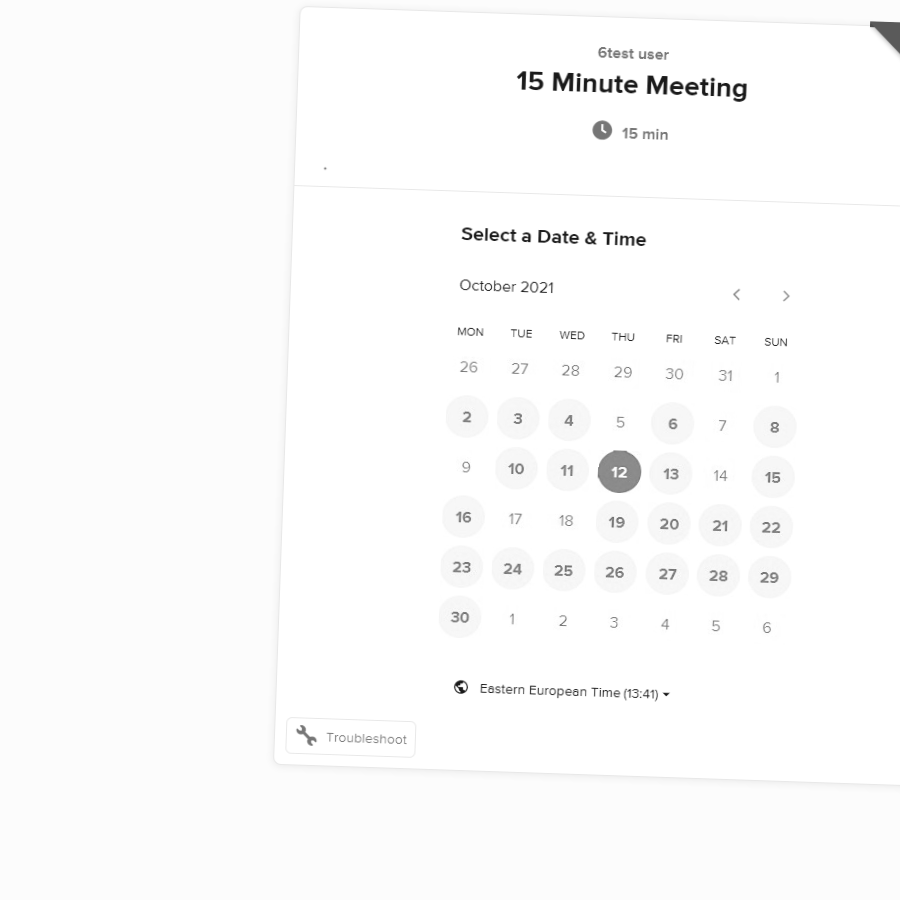 6test user
15 Minute Meeting
15 min
.
Select a Date & Time
October 2021
MON TUE WED THU FRI SAT SUN
26 27 28 29 30 31 1
2 3 4 5 6 7 8
9 10 11 12 13 14 15
16 17 18 19 20 21 22
23 24 25 26 27 28 29
30 1 2 3 4 5 6
Eastern European Time (13:41)
Troubleshoot